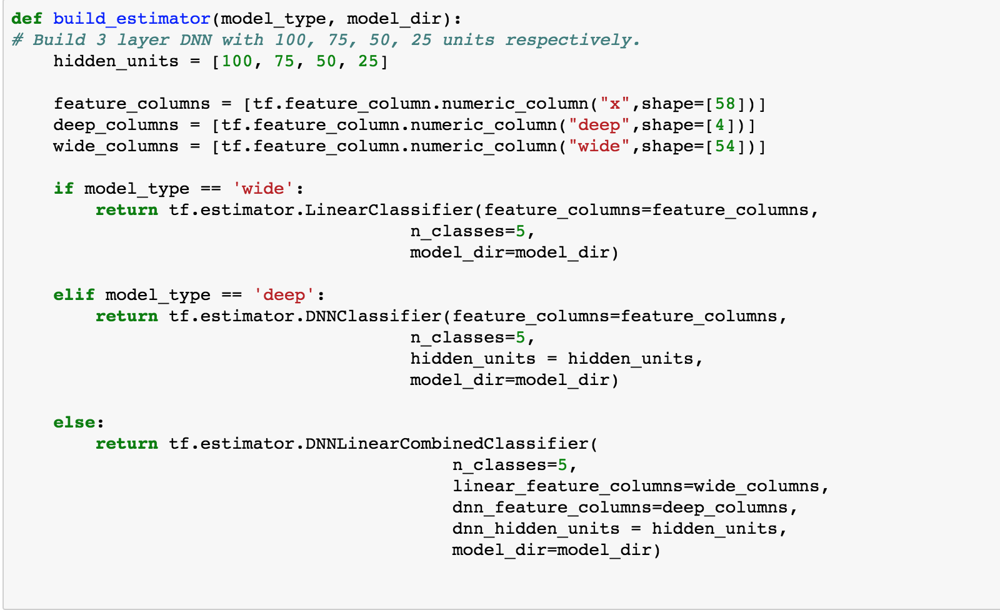 def build_estimator(model_type, model_dir):
# Build 3 layer DNN with 100, 75, 50, 25 units respectively.
    hidden_units = [100, 75, 50, 25]

    feature_columns = [tf.feature_column.numeric_column("x",shape=[58])]
    deep_columns = [tf.feature_column.numeric_column("deep",shape=[4])]
    wide_columns = [tf.feature_column.numeric_column("wide",shape=[54])]

    if model_type == 'wide':
        return tf.estimator.LinearClassifier(feature_columns=feature_columns,
                                      n_classes=5,
                                      model_dir=model_dir)

    elif model_type == 'deep':
        return tf.estimator.DNNClassifier(feature_columns=feature_columns,
                                      n_classes=5,
                                      hidden_units = hidden_units,
                                      model_dir=model_dir)

    else:
        return tf.estimator.DNNLinearCombinedClassifier(
                                          n_classes=5,
                                          linear_feature_columns=wide_columns,
                                          dnn_feature_columns=deep_columns,
                                          dnn_hidden_units = hidden_units,
                                          model_dir=model_dir)